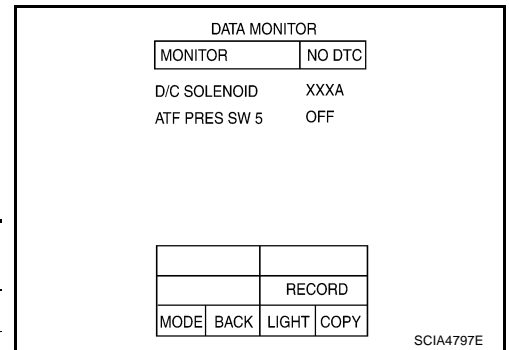 DATA MONITOR
MONITOR NO DTC
D/C SOLENOID XXXA
ATF PRES SW 5 OFF
RECORD
MODE BACK LIGHT COPY
SCIA4797E